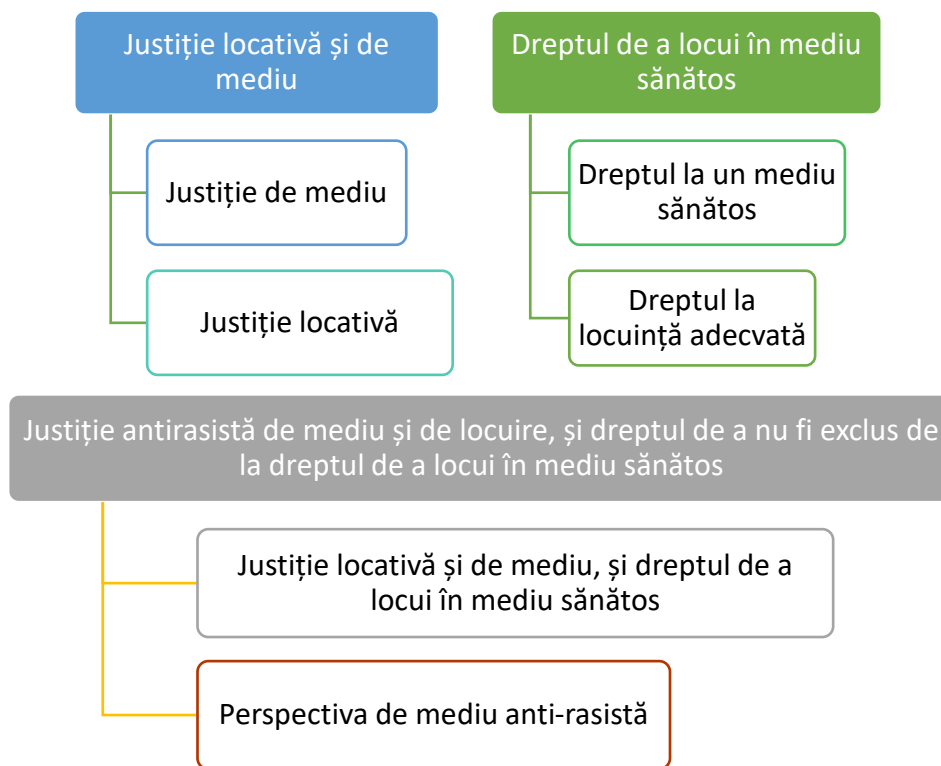 Justiție locativă și de
mediu
Justiție de mediu
Justiție locativă
Dreptul de a locui în mediu
sănătos
Dreptul la un mediu
sănătos
Dreptul la
locuință adecvată
Justiție antirasistă de mediu și de locuire, și dreptul de a nu fi exclus de
la dreptul de a locui în mediu sănătos
Justiție locativă și de mediu, și dreptul de a
locui în mediu sănătos
Perspectiva de mediu anti-rasistă